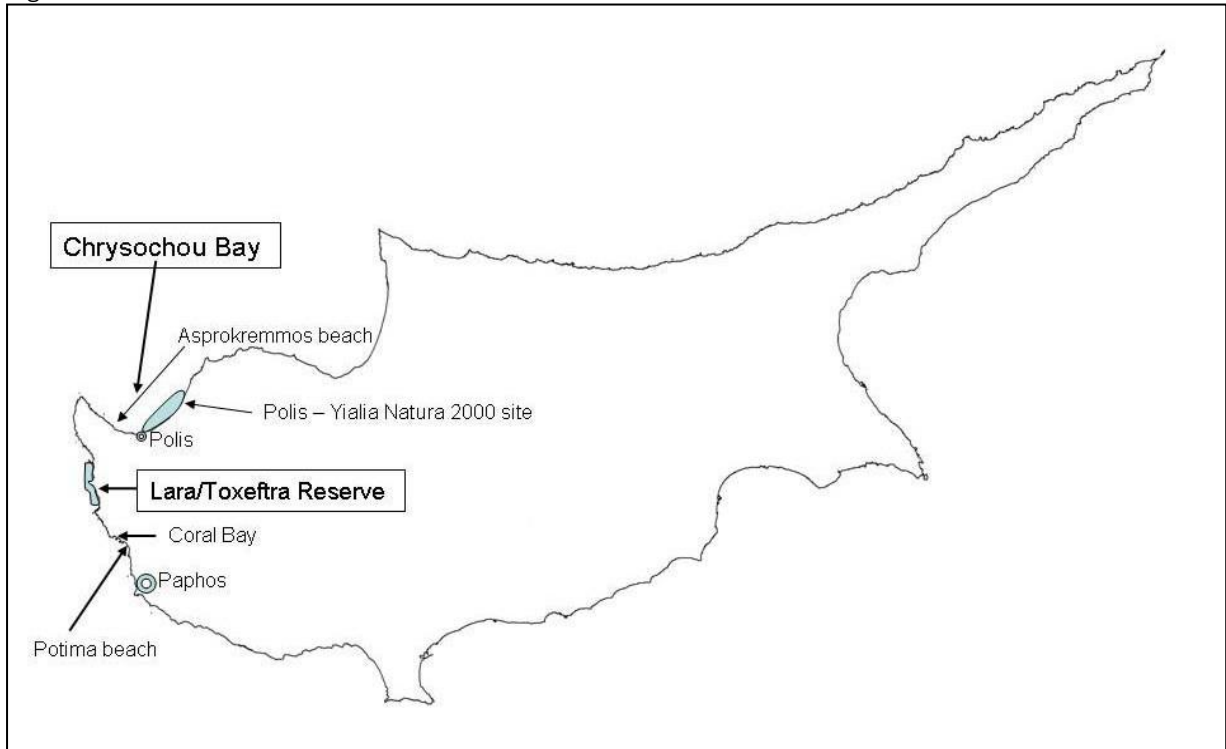 Chrysochou Bay
Asprokremmos beach
Polis – Yialia Natura 2000 site
Polis
Lara/Toxeftra Reserve
Coral Bay
Paphos
Potima beach